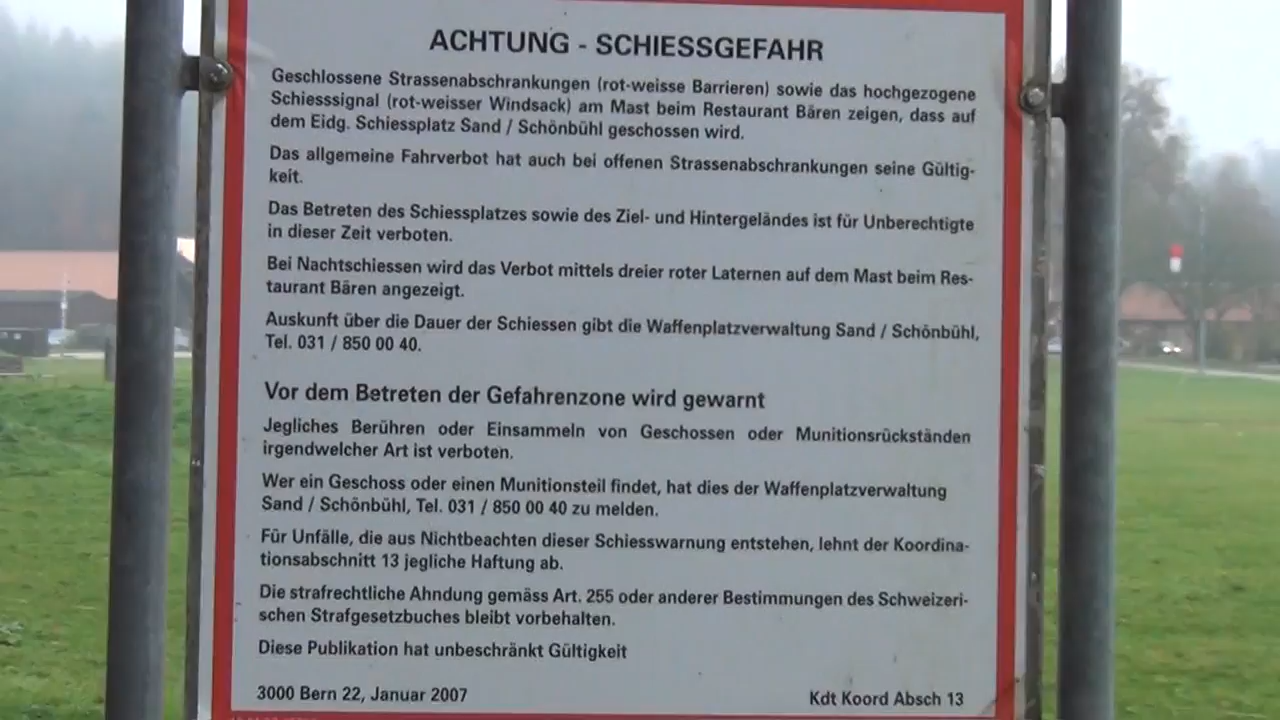 ACHTUNG - SCHIESSGEFAHR
Geschlossene Strassenabschrankungen (rot-weisse Barrieren) sowie das hochgezogene
Schiesssignal (rot-weisser Windsack) am Mast beim Restaurant Bären zeigen, dass auf
dem Eidg. Schiessplatz Sand / Schönbühl geschossen wird.
Das allgemeine Fahrverbot hat auch bei offenen Strassenabschrankungen seine Gültig-
keit.
Das Betreten des Schiessplatzes sowie des Ziel- und Hintergeländes ist für Unberechtigte
in dieser Zeit verboten.
Bei Nachtschiessen wird das Verbot mittels dreier roter Laternen auf dem Mast beim Res-
taurant Bären angezeigt.
Auskunft über die Dauer der Schiessen gibt die Waffenplatzverwaltung Sand / Schönbühl,
Tel. 031 / 850 00 40.
Vor dem Betreten der Gefahrenzone wird gewarnt
Jegliches Berühren oder Einsammeln von Geschossen oder Munitionsrückständen
irgendwelcher Art ist verboten.
Wer ein Geschoss oder einen Munitionsteil findet, hat dies der Waffenplatzverwaltung
Sand / Schönbühl, Tel. 031 / 850 00 40 zu melden.
Für Unfälle, die aus Nichtbeachten dieser Schiesswarnung entstehen, lehnt der Koordina-
tionsabschnitt 13 jegliche Haftung ab.
Die strafrechtliche Ahndung gemäss Art. 255 oder anderer Bestimmungen des Schweizeri-
schen Strafgesetzbuches bleibt vorbehalten.
Diese Publikation hat unbeschränkt Gültigkeit
3000 Bern 22, Januar 2007 Kdt Koord Absch 13